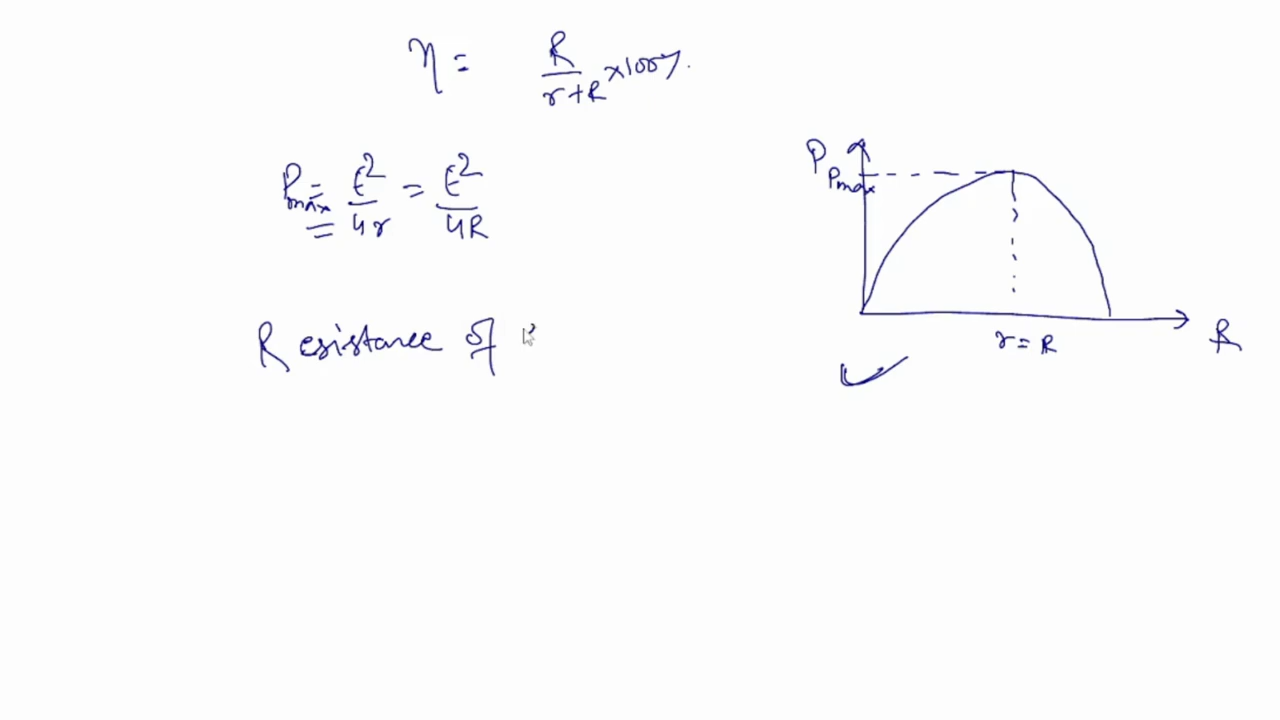 η = R/(r+R) ×100%.
Pmax = E²/4r = E²/4R
Resistance of
P
Pmax
r = R
R